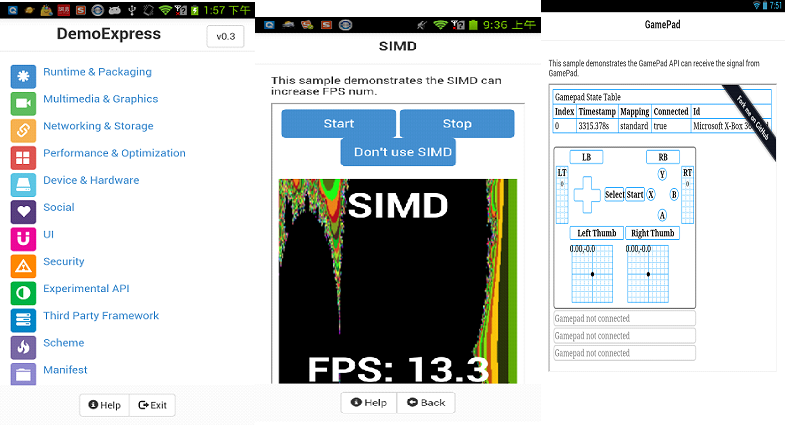 1:57 下午
DemoExpress
v0.3
Runtime & Packaging
Multimedia & Graphics
Networking & Storage
Performance & Optimization
Device & Hardware
Social
UI
Security
Experimental API
Third Party Framework
Scheme
Manifest
Help
Exit
9:36 上午
SIMD
This sample demonstrates the SIMD can
increase FPS num.
Start
Stop
Don't use SIMD
SIMD
FPS: 13.3
Help
Back
7:51
GamePad
This sample demonstrates the GamePad API can receive the signal from
GamePad.
Fork me on GitHub
Gamepad State Table
Index Timestamp Mapping Connected Id
0 3315.378s standard true Microsoft X-Box
LB
RB
LT
0
RT
0
Select
Start
Y
X
B
A
Left Thumb
Right Thumb
0.00,-0.0
0.00,-0.0
Gamepad not connected
Gamepad not connected
Gamepad not connected